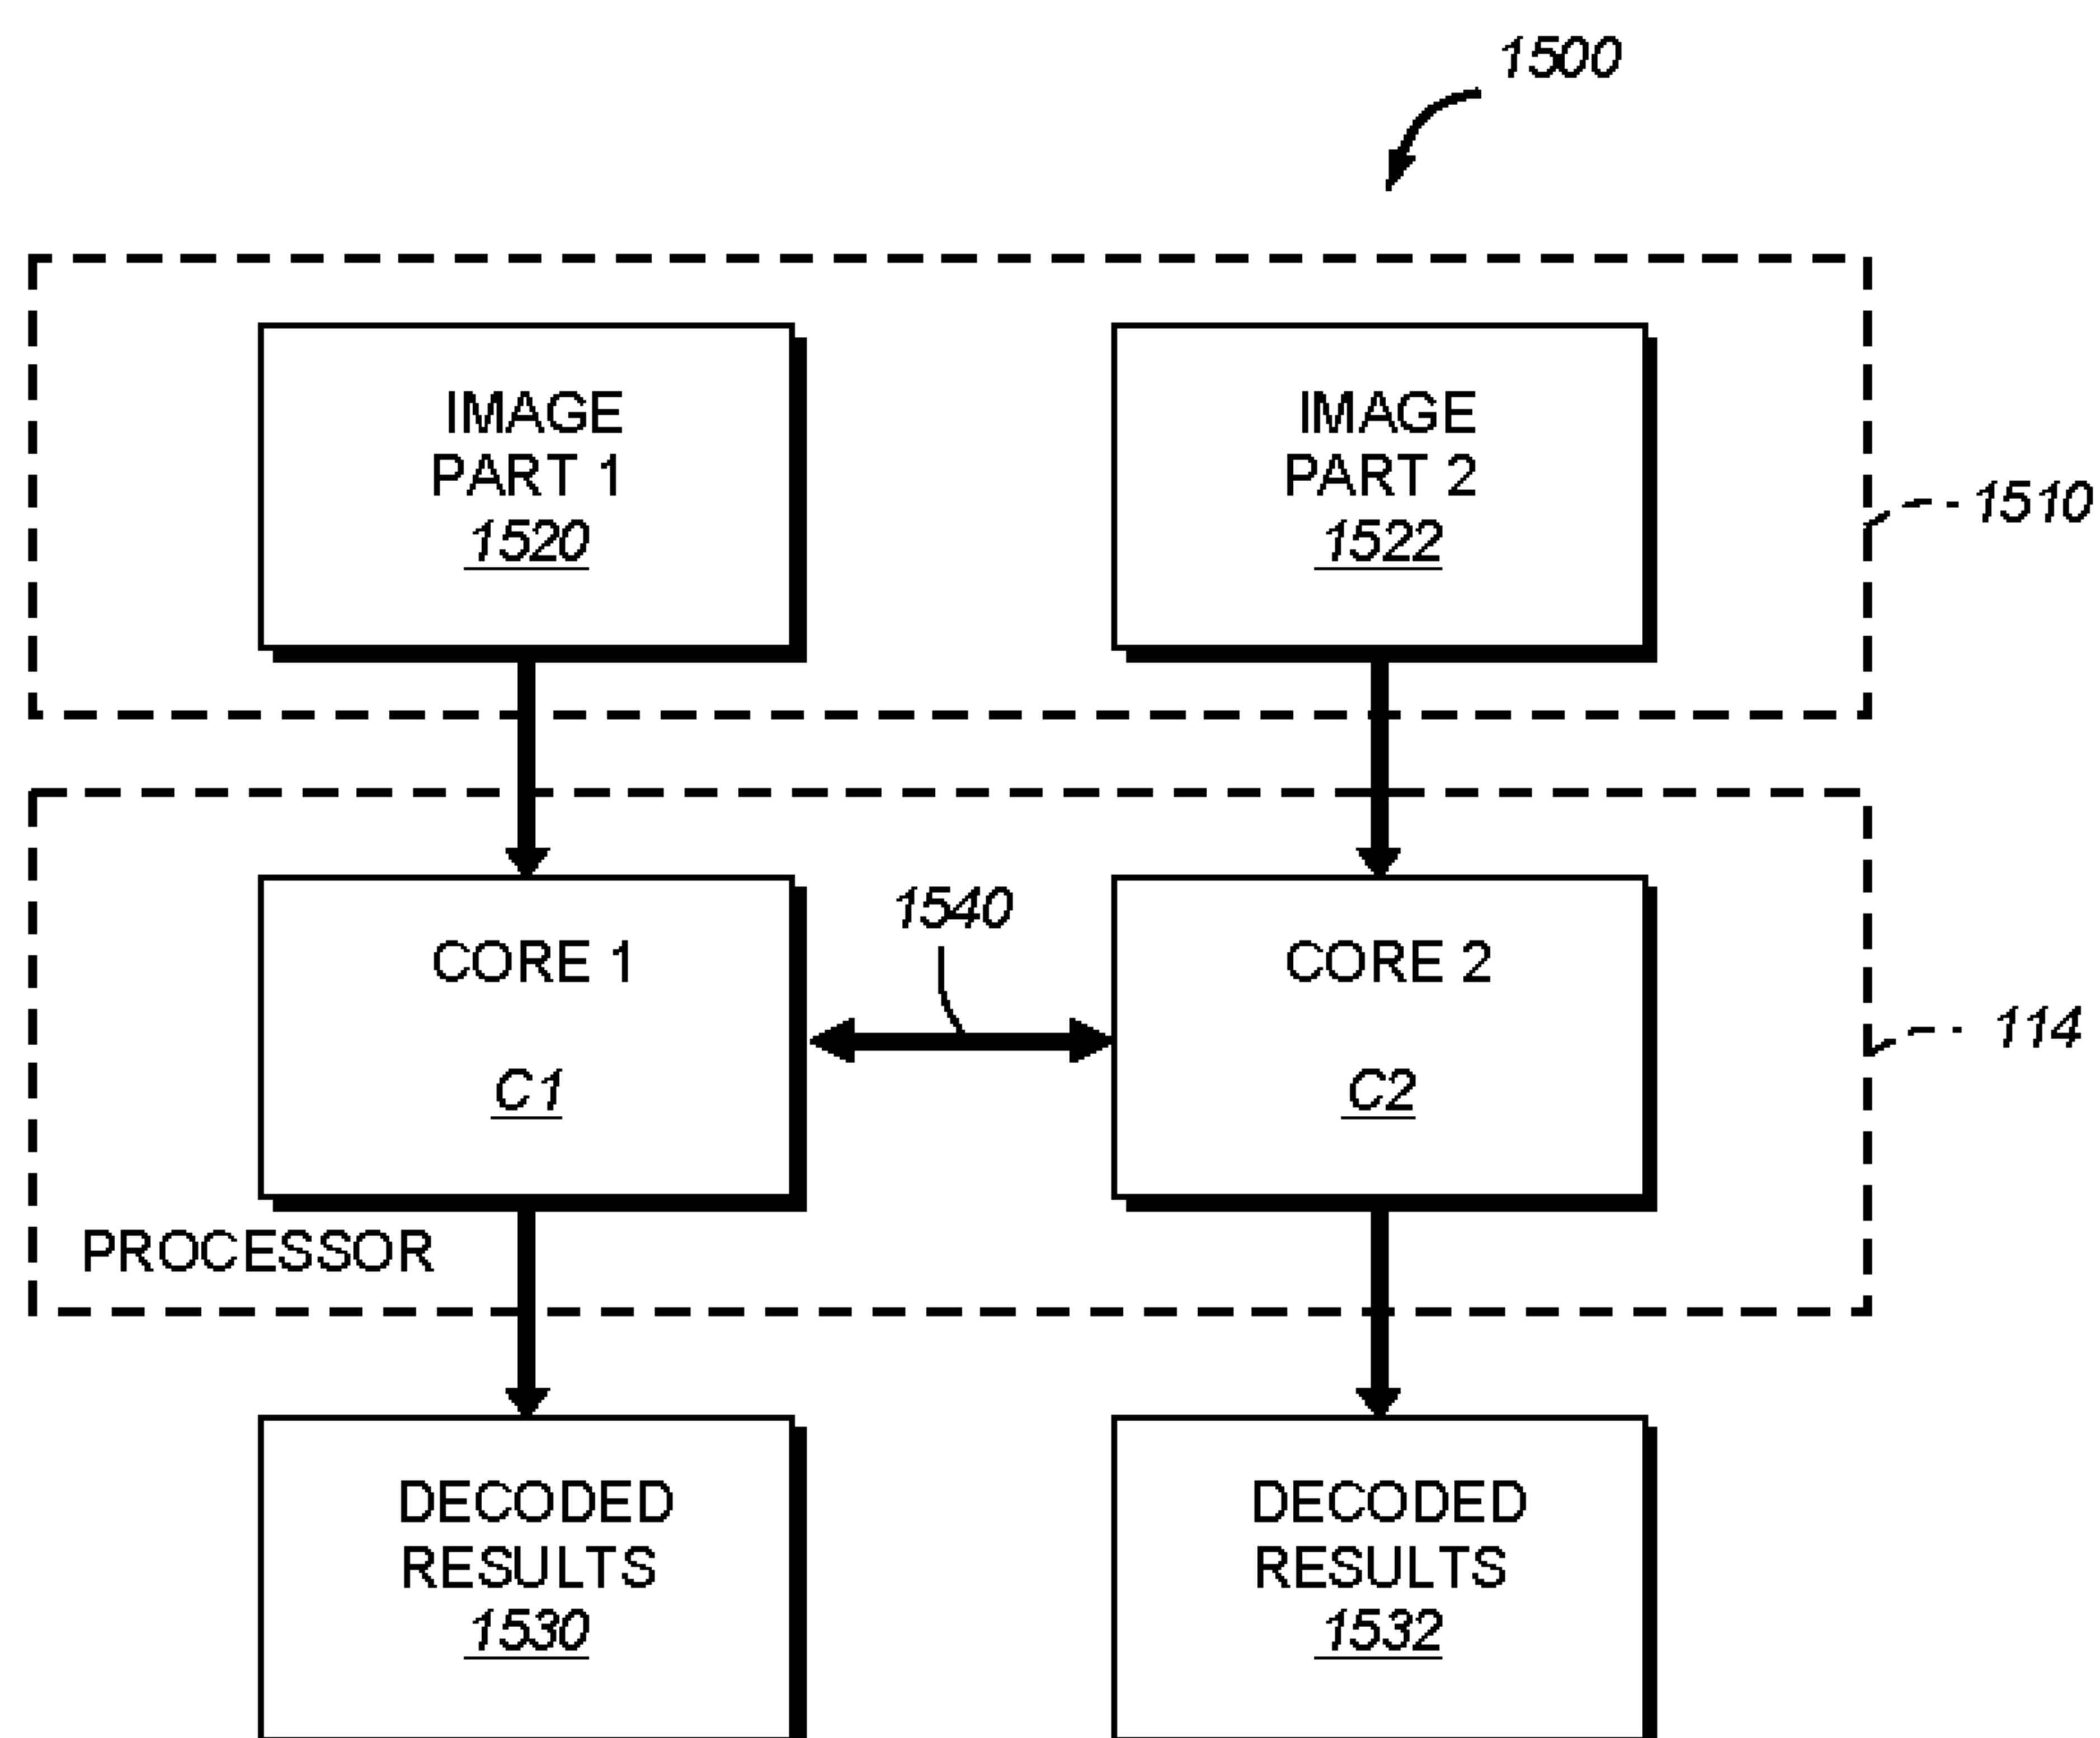 1500
IMAGE
PART 1
1520
IMAGE
PART 2
1522
1510
CORE 1
C1
1540
CORE 2
C2
114
PROCESSOR
DECODED
RESULTS
1530
DECODED
RESULTS
1532